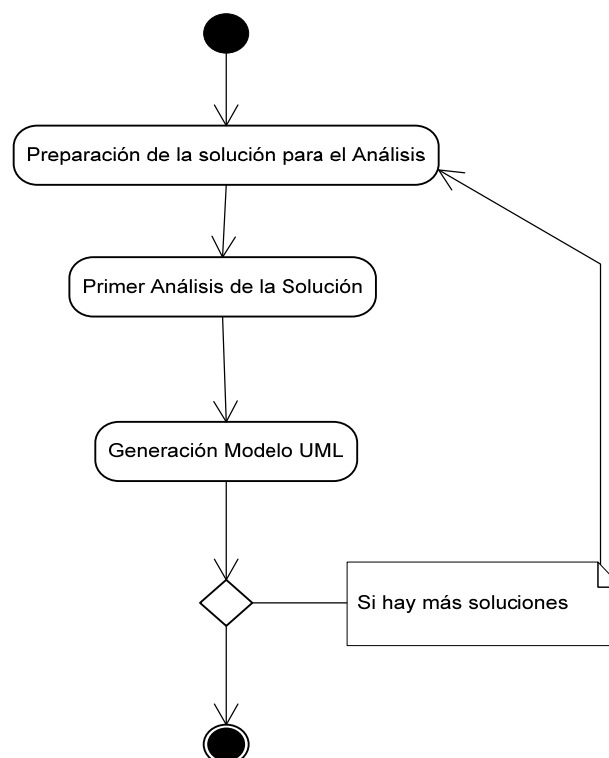 Preparación de la solución para el Análisis
Primer Análisis de la Solución
Generación Modelo UML
Si hay más soluciones